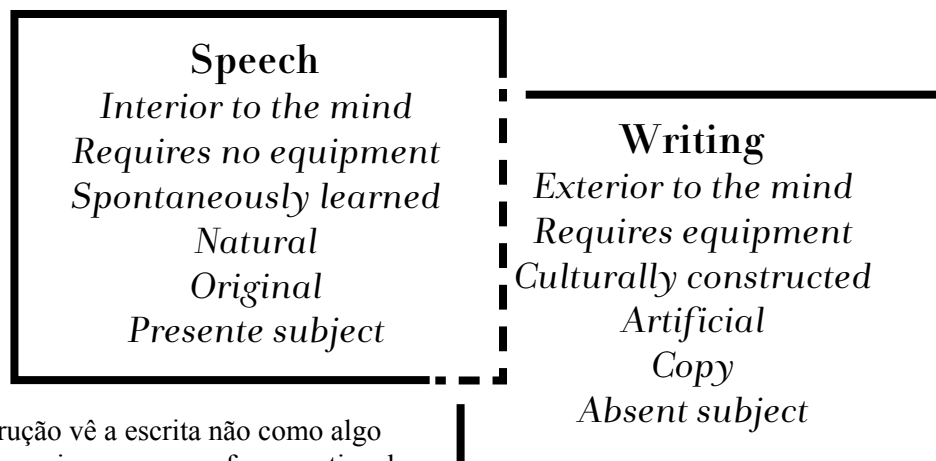 Speech
Interior to the mind
Requires no equipment
Spontaneously learned
Natural
Original
Presente subject
Writing
Exterior to the mind
Requires equipment
Culturally constructed
Artificial
Copy
Absent subject
vê a escrita não como algo